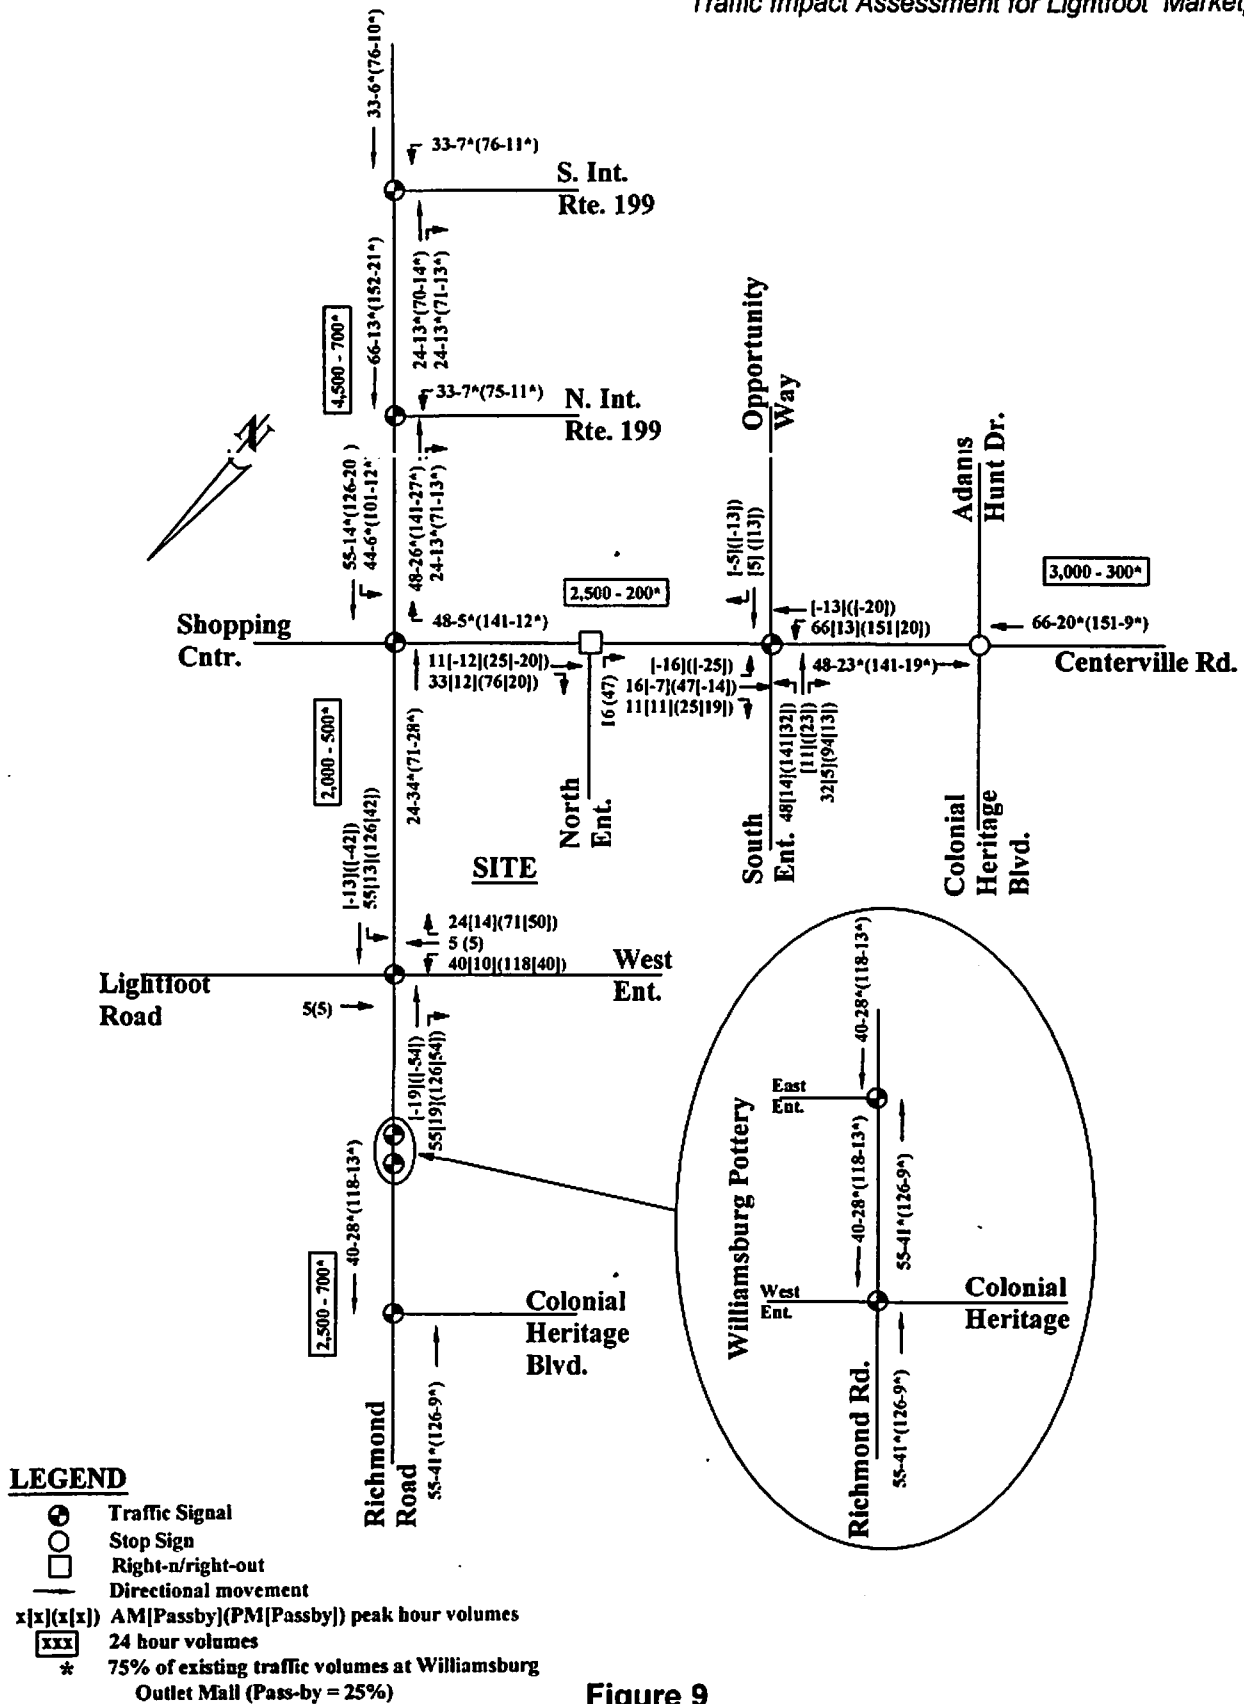 Traffic Impact Assessment for Lightfoot Market
33-6*(76-10*)
33-7*(76-11*)
S. Int.
Rte. 199
66-13*(152-21*)
24-13*(70-14*)
24-13*(71-13*)
4,500 - 700*
33-7*(75-11*)
N. Int.
Rte. 199
N
55-14*(126-20 )
44-6*(101-12*
48-26*(141-27*)
24-13*(71-13*)
Opportunity
Way
Adams
Hunt Dr.
[-5]([-13])
[5] ([13])
2,500 - 200*
3,000 - 300*
Shopping
Cntr.
48-5*(141-12*)
[-13]([-20])
66[13](151[20])
66-20*(151-9*)
Centerville Rd.
11[-12](25[-20])
33[12](76[20])
16 (47)
[-16]([-25])
16[-7](47[-14])
11[11](25[19])
48-23*(141-19*)
48[14](141[32])
[11]([23])
32[5](94[13])
2,000 - 500*
24-34*(71-28*)
North
Ent.
South
Ent.
Colonial
Heritage
Blvd.
SITE
[-13]([-42])
55[13](126[42])
24[14](71[50])
5 (5)
40[10](118[40])
West
Ent.
Lightfoot
Road
5(5)
[-19]([-54])
55[19](126[54])
40-28*(118-13*)
2,500 - 700*
Colonial
Heritage
Blvd.
55-41*(126-9*)
Richmond
Road
40-28*(118-13*)
East
Ent.
Williamsburg Pottery
40-28*(118-13*)
55-41*(126-9*)
West
Ent.
Colonial
Heritage
Richmond Rd.
55-41*(126-9*)
LEGEND
Traffic Signal
Stop Sign
Right-n/right-out
Directional movement
x[x](x[x]) AM[Passby](PM[Passby]) peak hour volumes
xxx 24 hour volumes
* 75% of existing traffic volumes at Williamsburg
Outlet Mall (Pass-by = 25%)
Figure 9